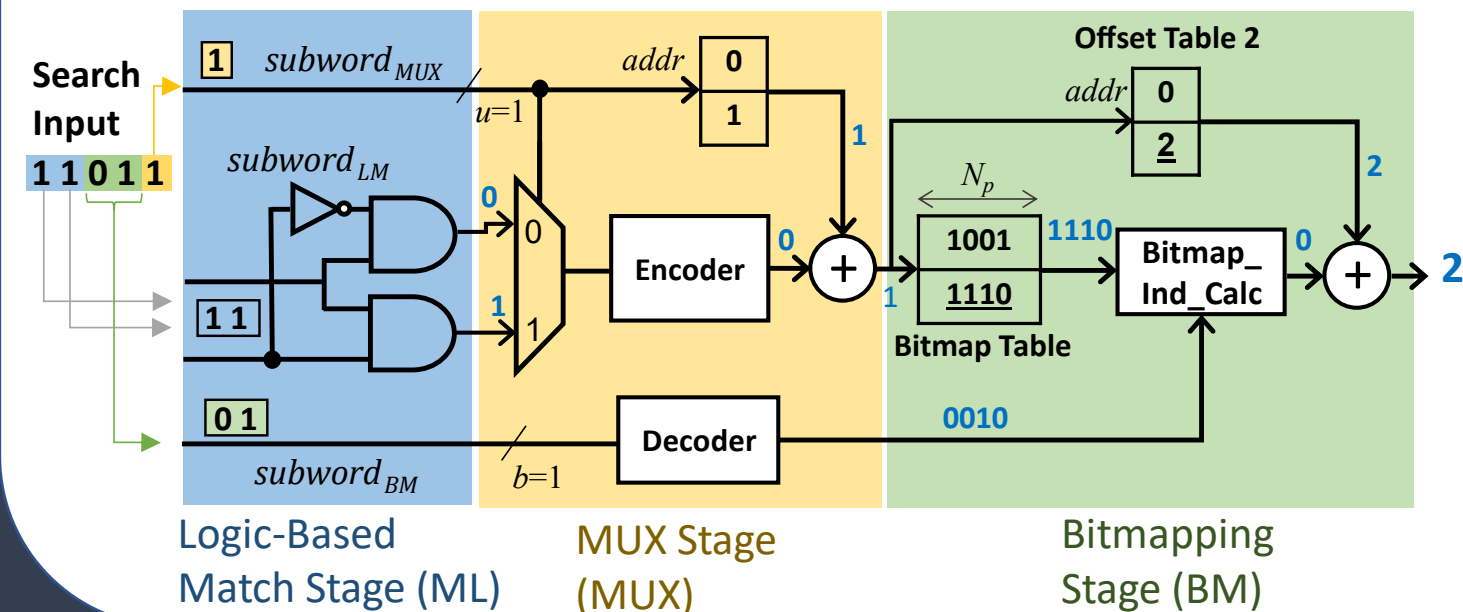 Search
Input
1 1 0 1 1
1
subword_MUX
u=1
subword_LM
0
1
1 1
0 1
subword_BM
b=1
Logic-Based
Match Stage (ML)
addr
0
1
1
0
1
Encoder
0
+
1
Decoder
MUX Stage
(MUX)
Offset Table 2
addr
0
2
2
N_p
1001
1110
Bitmap Table
1110
Bitmap_
Ind_Calc
0
+
2
0010
Bitmapping
Stage (BM)